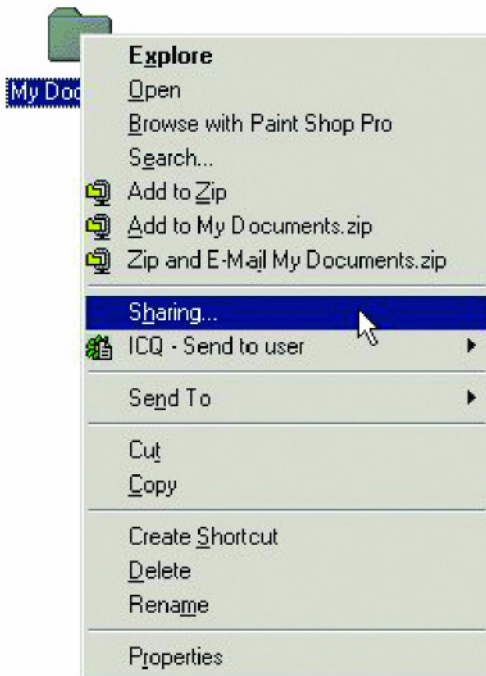 My Doc
Explore
Open
Browse with Paint Shop Pro
Search...
Add to Zip
Add to My Documents.zip
Zip and E-Mail My Documents.zip
Sharing...
ICQ - Send to user
Send To
Cut
Copy
Create Shortcut
Delete
Rename
Properties